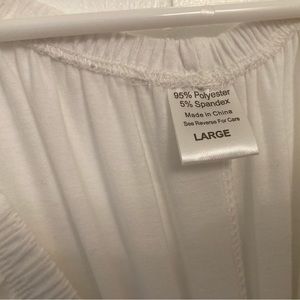 95% Polyester
5% Spandex
Made in China
See Reverse For Care
LARGE